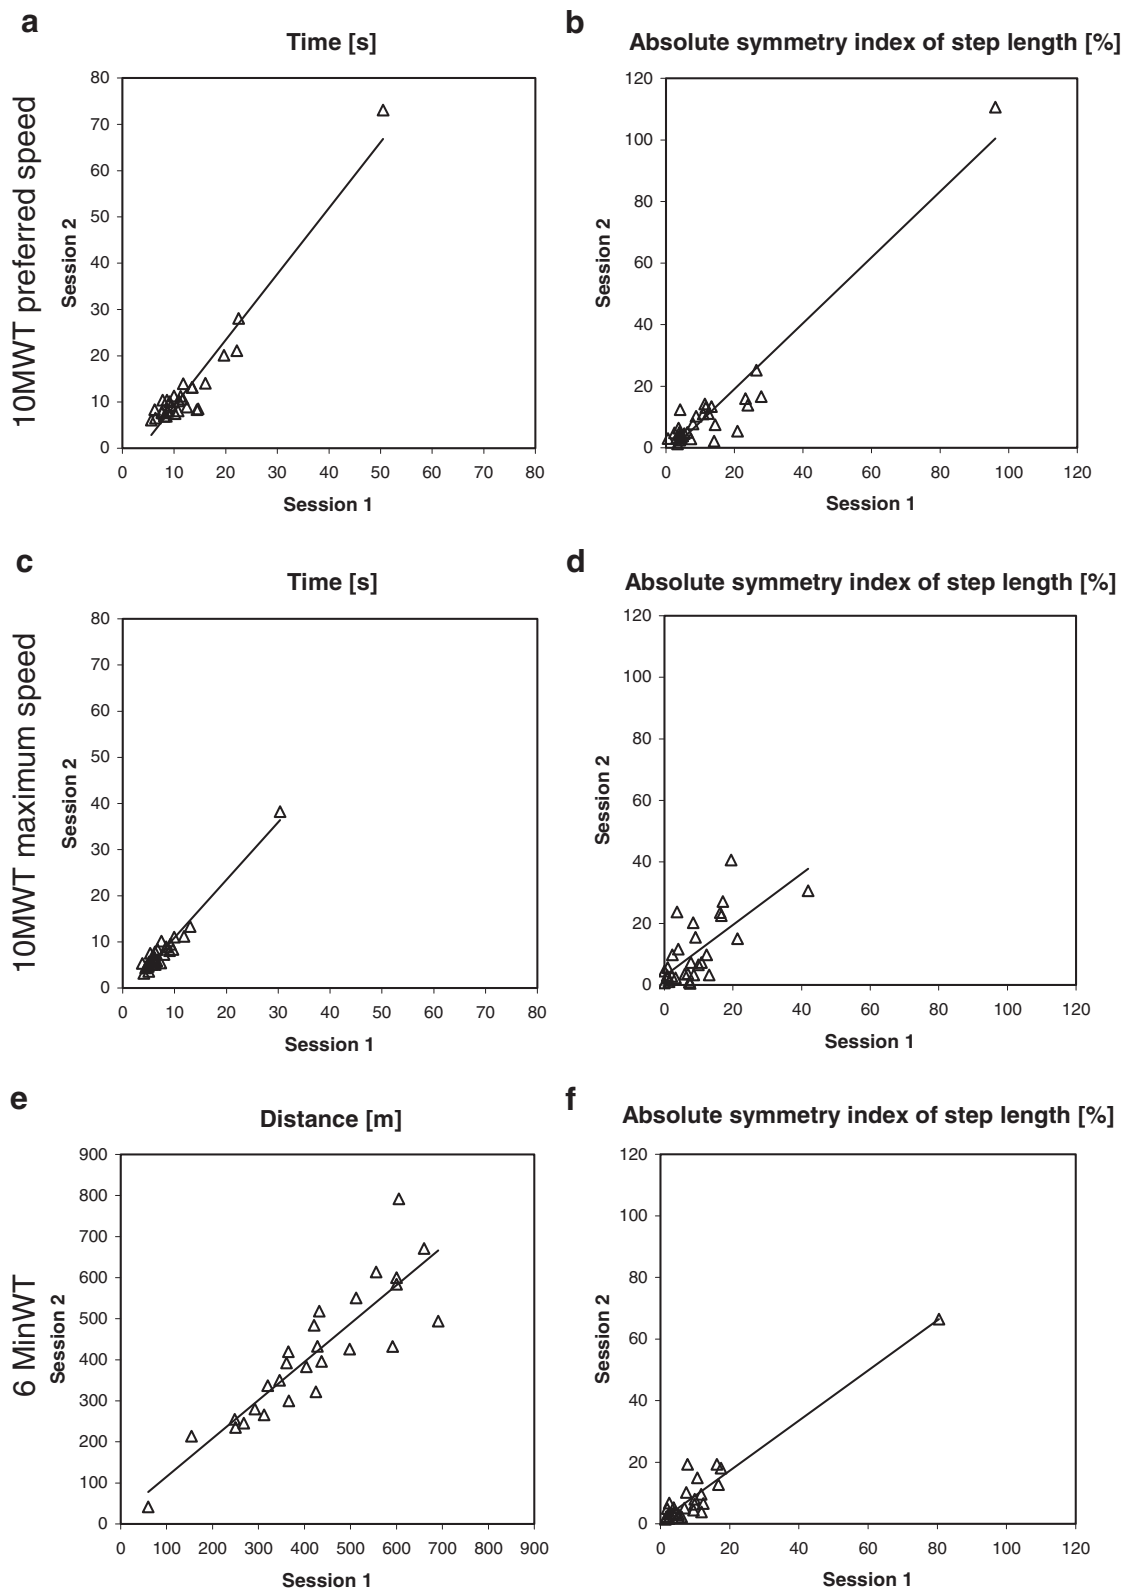 a
Time [s]
10MWT preferred speed
Session 2
80
70
60
50
40
30
20
10
0
0 10 20 30 40 50 60 70 80
Session 1
b
Absolute symmetry index of step length [%]
Session 2
120
100
80
60
40
20
0
0 20 40 60 80 100 120
Session 1
c
Time [s]
10MWT maximum speed
Session 2
80
70
60
50
40
30
20
10
0
0 10 20 30 40 50 60 70 80
Session 1
d
Absolute symmetry index of step length [%]
Session 2
120
100
80
60
40
20
0
0 20 40 60 80 100 120
Session 1
e
Distance [m]
6 MinWT
Session 2
900
800
700
600
500
400
300
200
100
0
0 100 200 300 400 500 600 700 800 900
Session 1
f
Absolute symmetry index of step length [%]
Session 2
120
100
80
60
40
20
0
0 20 40 60 80 100 120
Session 1